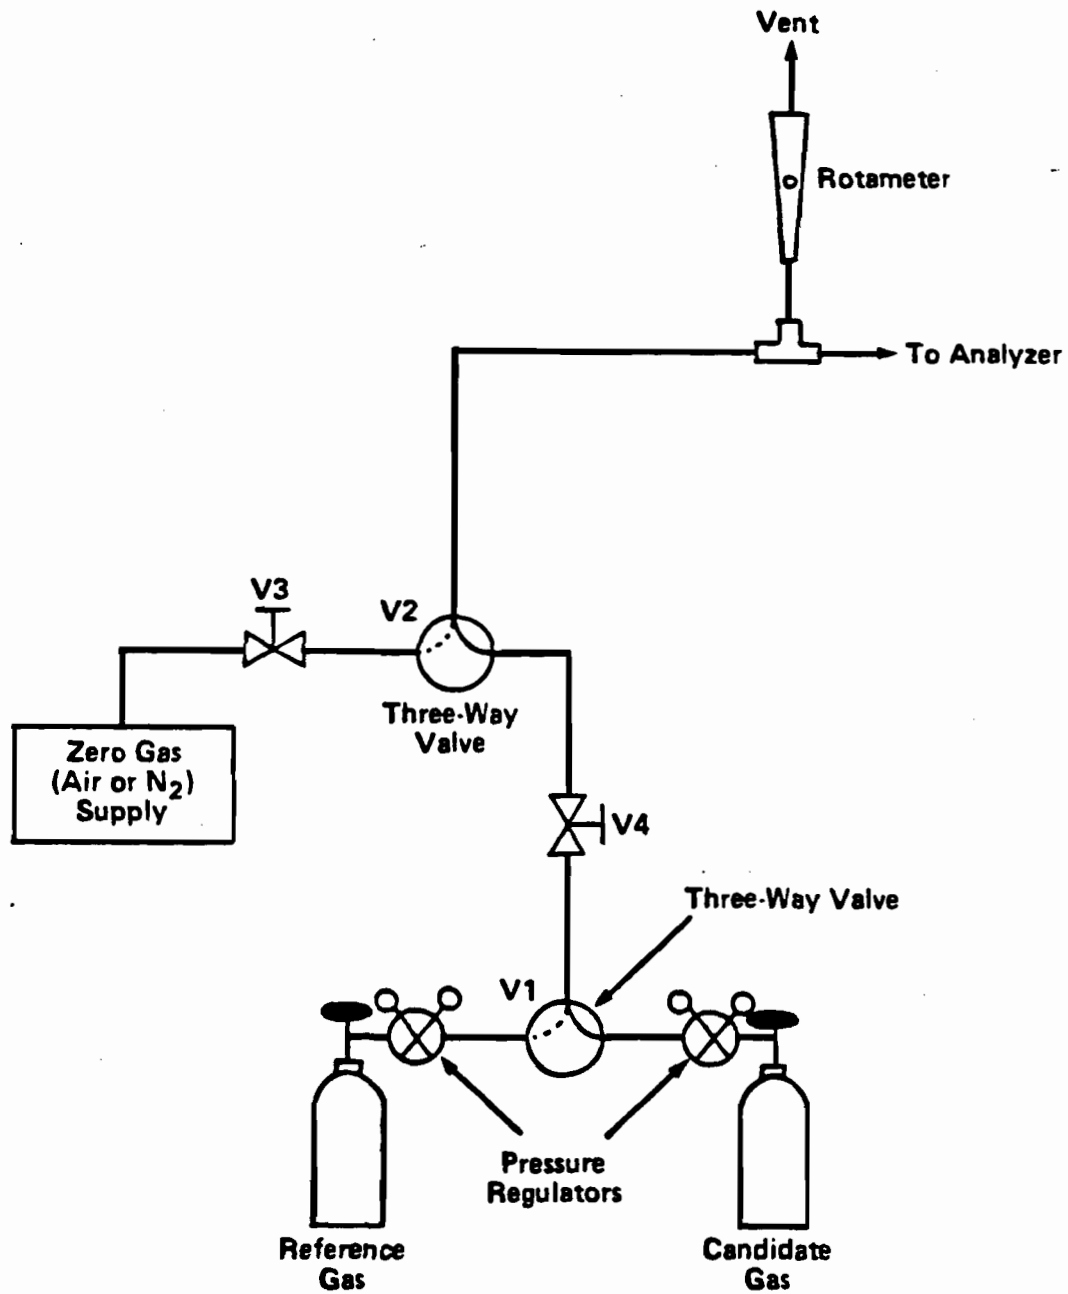 Vent
Rotameter
To Analyzer
V3
V2
Three-Way
Valve
Zero Gas
(Air or N2)
Supply
V4
Three-Way Valve
V1
Pressure
Regulators
Reference
Gas
Candidate
Gas